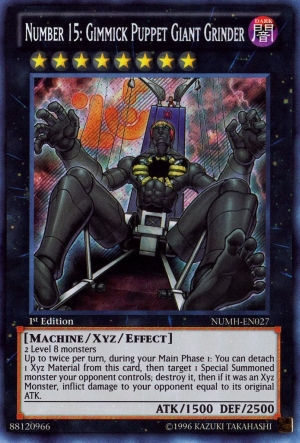 Number 15: Gimmick Puppet Giant Grinder
DARK
闇
15
1st Edition
NUMH-EN027
[Machine/Xyz/Effect]
2 Level 8 monsters
Up to twice per turn, during your Main Phase 1: You can detach
1 Xyz Material from this card, then target 1 Special Summoned
monster your opponent controls; destroy it, then if it was an Xyz
Monster, inflict damage to your opponent equal to its original
ATK.
ATK/1500 DEF/2500
88120966
©1996 KAZUKI TAKAHASHI